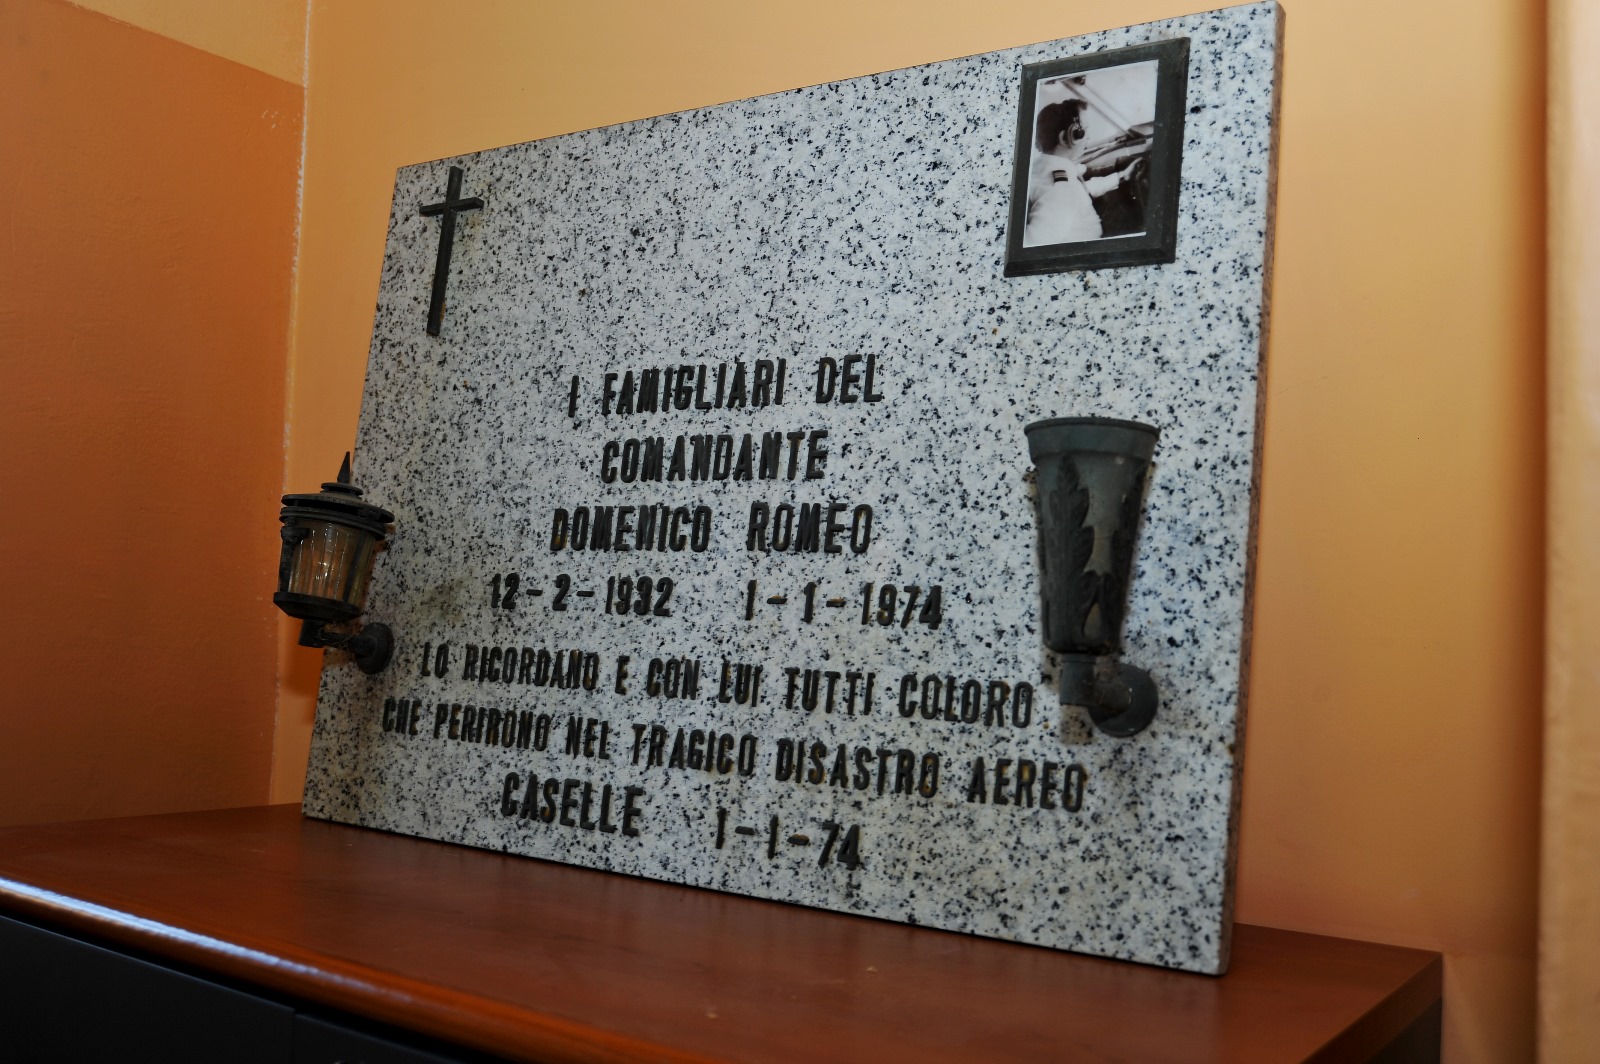 I FAMIGLIARI DEL
COMANDANTE
DOMENICO ROMEO
12-2-1932 1-1-1974
LO RICORDANO E CON LUI TUTTI COLORO
CHE PERIRONO NEL TRAGICO DISASTRO AEREO
CASELLE 1-1-74